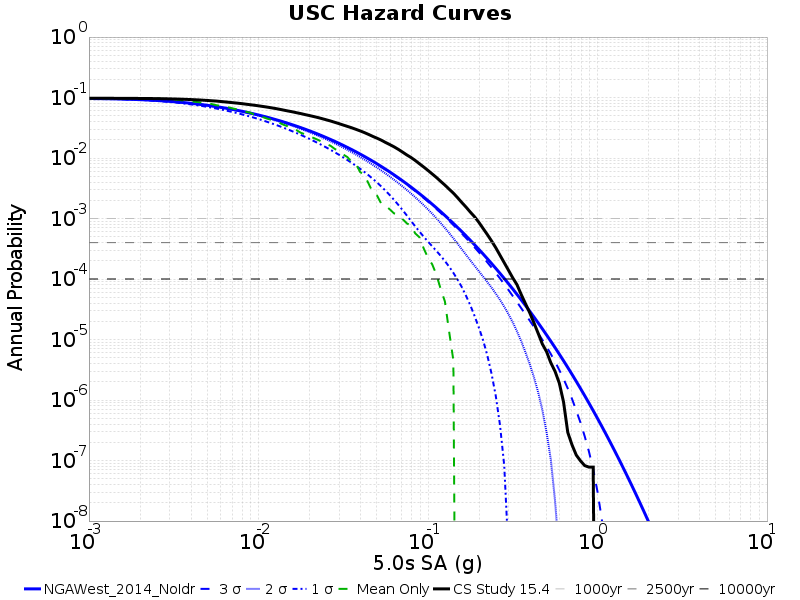 USC Hazard Curves
10^0
10^-1
10^-2
10^-3
10^-4
10^-5
10^-6
10^-7
10^-8
Annual Probability
10^-3 10^-2 10^-1 10^0 10^1
5.0s SA (g)
NGAWest_2014_NoIdr 3 σ 2 σ 1 σ Mean Only CS Study 15.4 1000yr 2500yr 10000yr